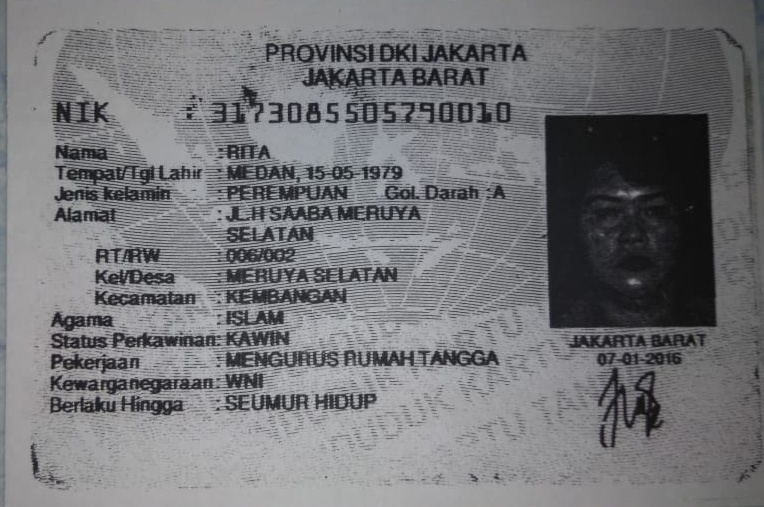 PROVINSI DKI JAKARTA
JAKARTA BARAT
NIK : 3173085505790010
Nama : RITA
Tempat/Tgl Lahir : MEDAN, 15-05-1979
Jenis kelamin : PEREMPUAN Gol. Darah :A
Alamat : JL.H SAABA MERUYA
SELATAN
RT/RW : 006/002
Kel/Desa : MERUYA SELATAN
Kecamatan : KEMBANGAN
Agama : ISLAM
Status Perkawinan: KAWIN
Pekerjaan : MENGURUS RUMAH TANGGA
Kewarganegaraan: WNI
Berlaku Hingga : SEUMUR HIDUP
JAKARTA BARAT
07-01-2016